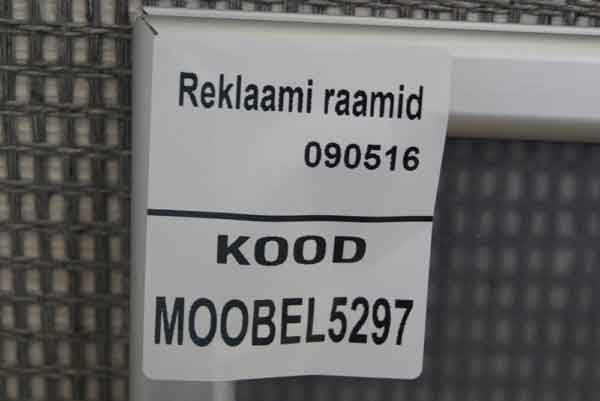 Reklaami raamid
090516
KOOD
MOOBEL5297